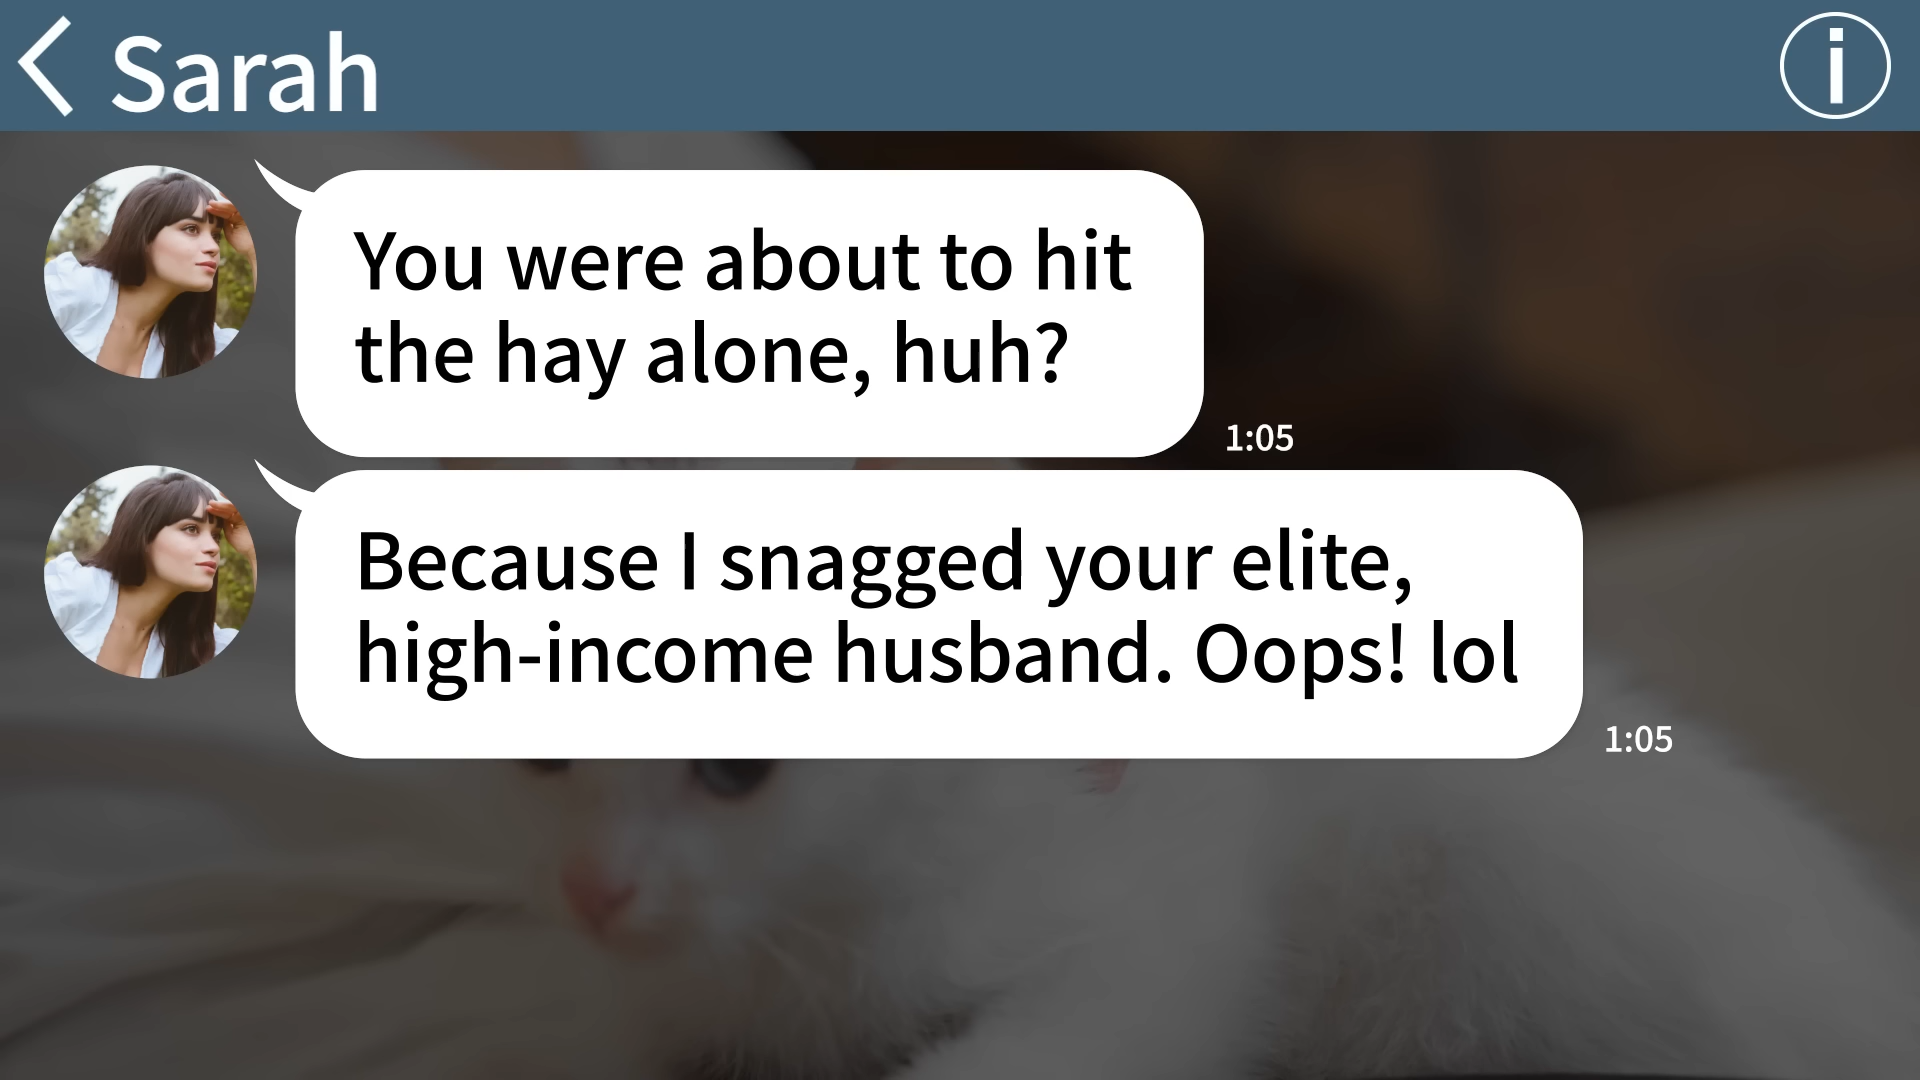 Sarah
i
You were about to hit
the hay alone, huh?
1:05
Because I snagged your elite,
high-income husband. Oops! lol
1:05